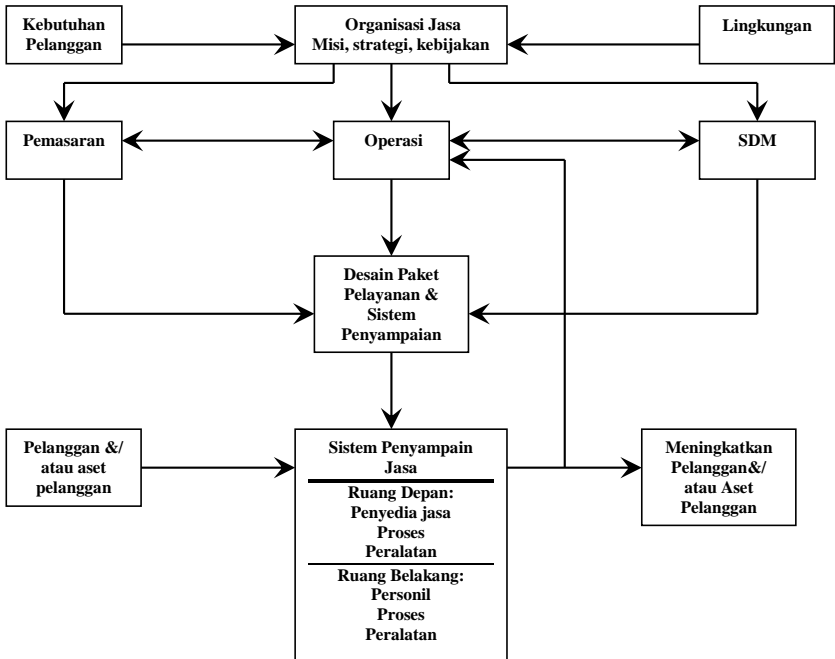 Kebutuhan
Pelanggan
Organisasi Jasa
Misi, strategi, kebijakan
Lingkungan
Pemasaran
Operasi
SDM
Desain Paket
Pelayanan &
Sistem
Penyampaian
Pelanggan &/
atau aset
pelanggan
Sistem Penyampain
Jasa
Ruang Depan:
Penyedia jasa
Proses
Peralatan
Ruang Belakang:
Personil
Proses
Peralatan
Meningkatkan
Pelanggan&/
atau Aset
Pelanggan